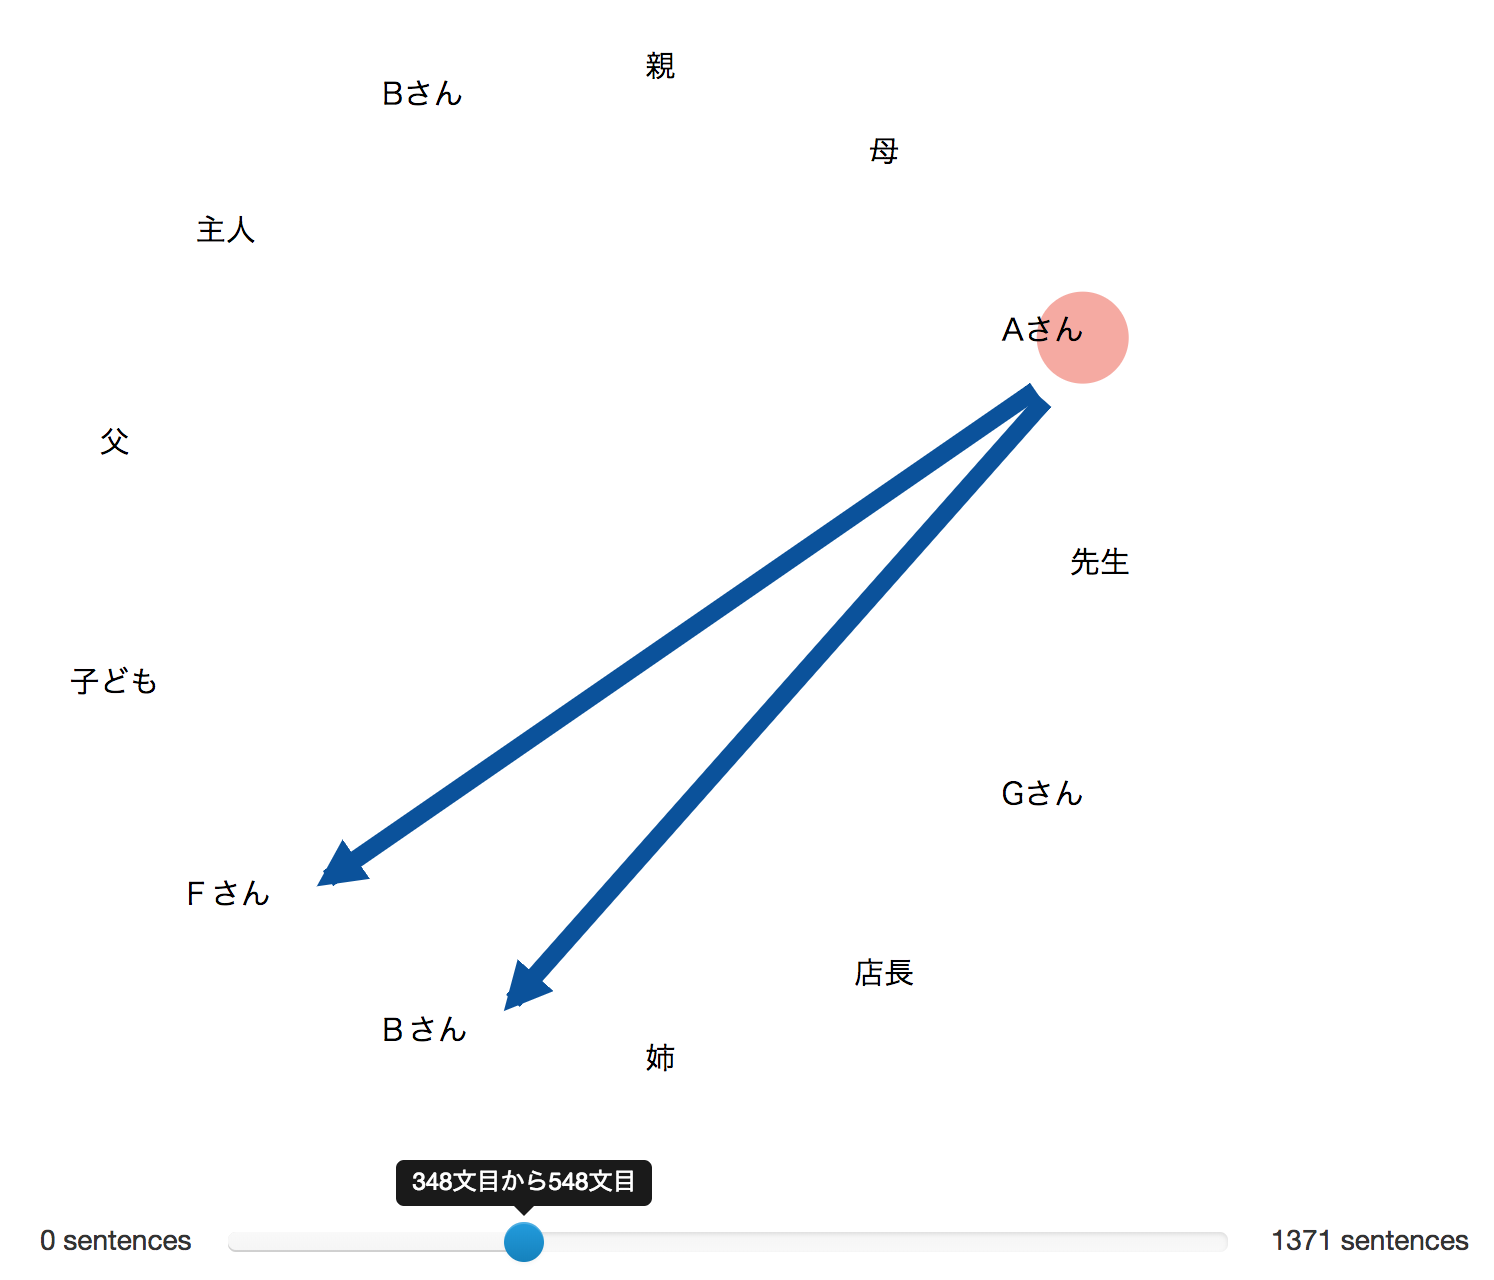 親
Bさん
母
主人
Aさん
父
先生
子ども
Gさん
Ｆさん
店長
Ｂさん
姉
348文目から548文目
0 sentences
1371 sentences